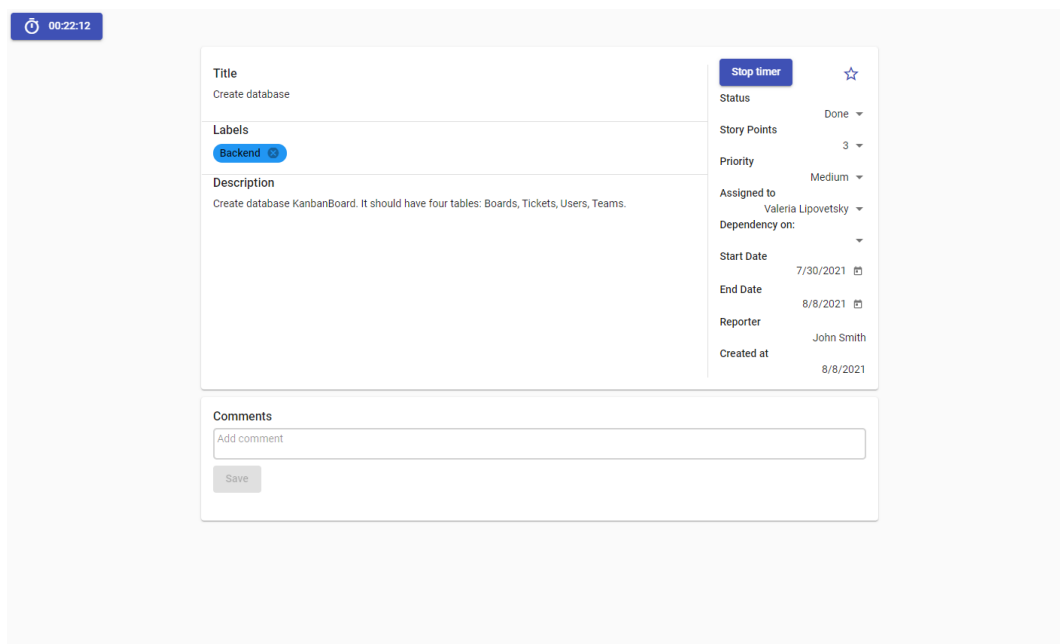 00:22:12
Title
Create database
Labels
Backend
Description
Create database KanbanBoard. It should have four tables: Boards, Tickets, Users, Teams.
Stop timer
Status
Done
Story Points
3
Priority
Medium
Assigned to
Valeria Lipovetsky
Dependency on:
Start Date
7/30/2021
End Date
8/8/2021
Reporter
John Smith
Created at
8/8/2021
Comments
Add comment
Save